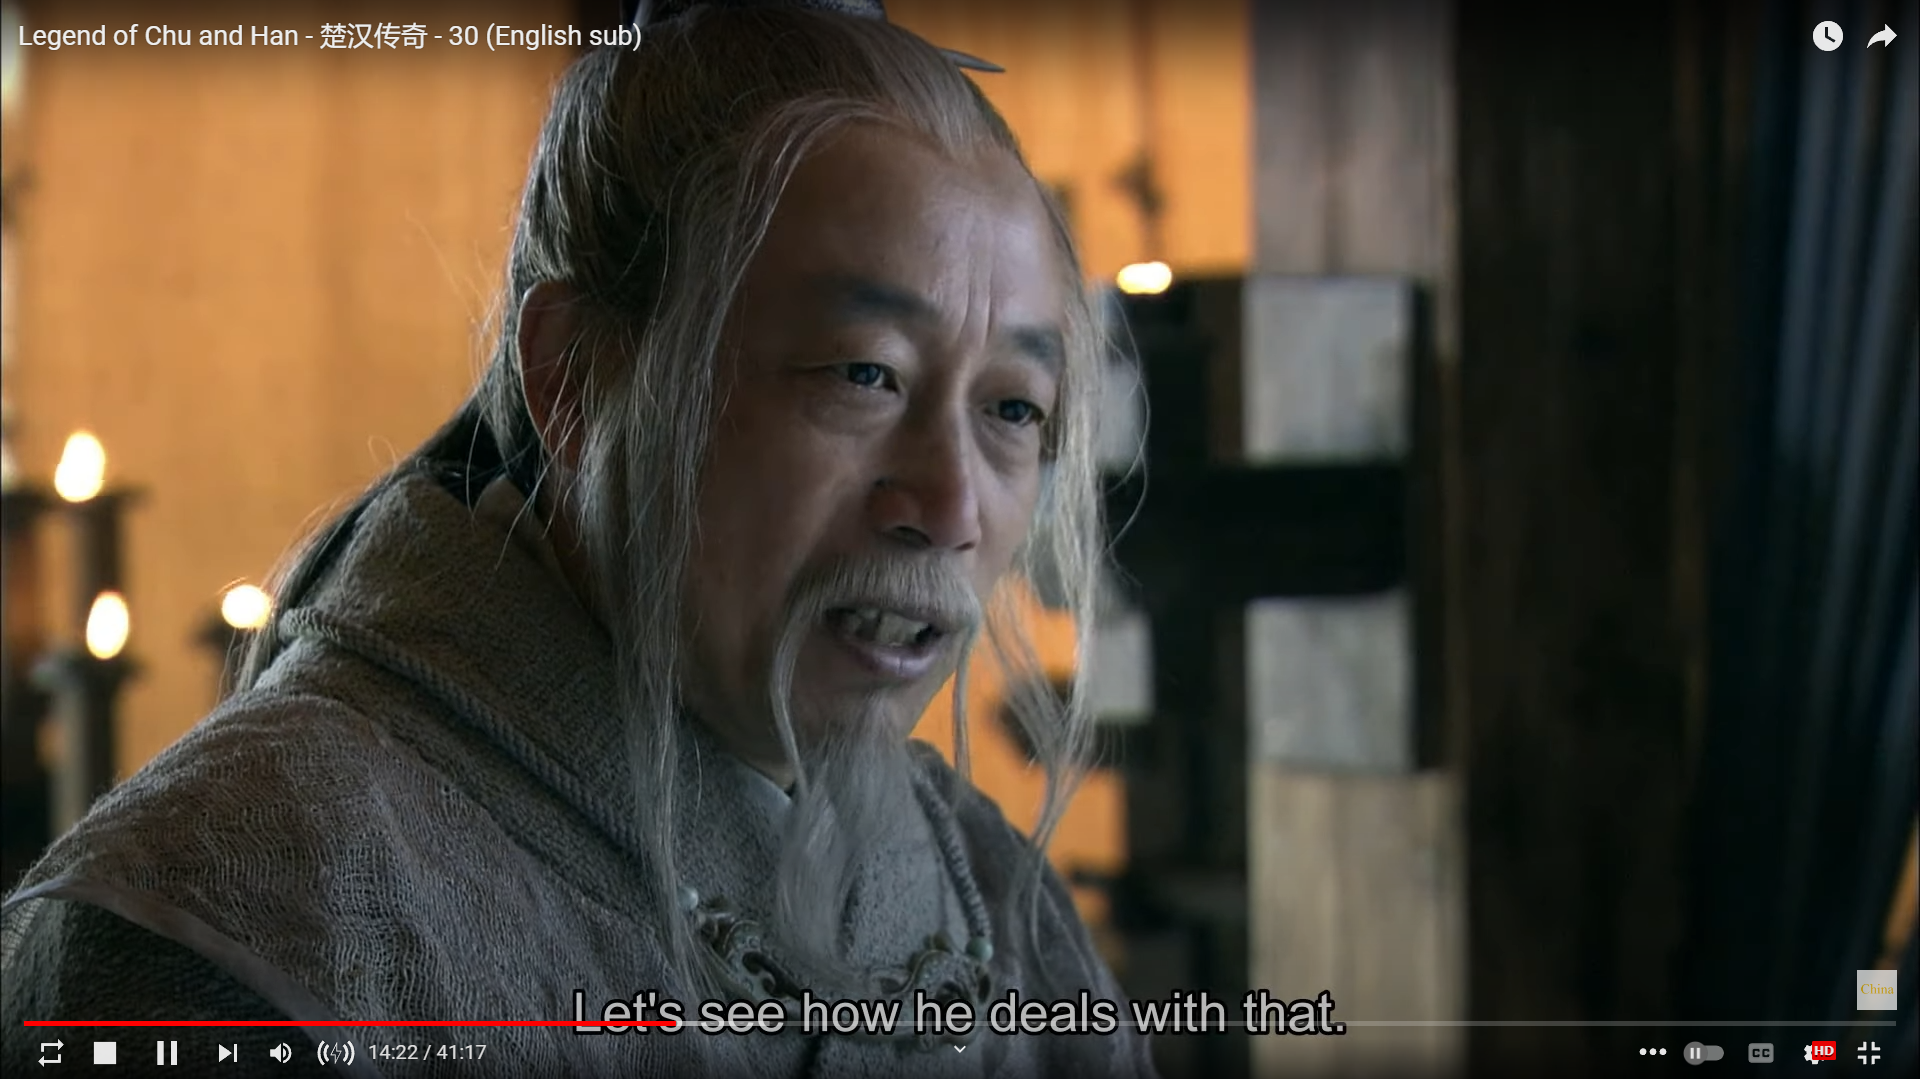 Legend of Chu and Han - 楚汉传奇 - 30 (English sub)
China
Let's see how he deals with that.
14:22 / 41:17
CC
HD